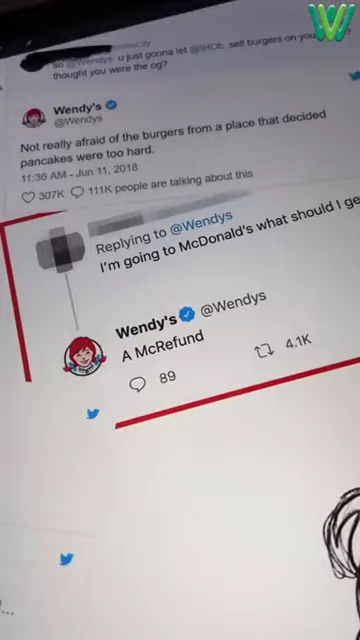 W
so @Wendys u just gonna let @IHOb sell burgers on you
thought you were the og?
Wendy's
@Wendys
Not really afraid of the burgers from a place that decided
pancakes were too hard.
11:36 AM - Jun 11, 2018
307K 111K people are talking about this
Replying to @Wendys
I'm going to McDonald's what should I ge
Wendy's @Wendys
A McRefund
89 4.1K
...